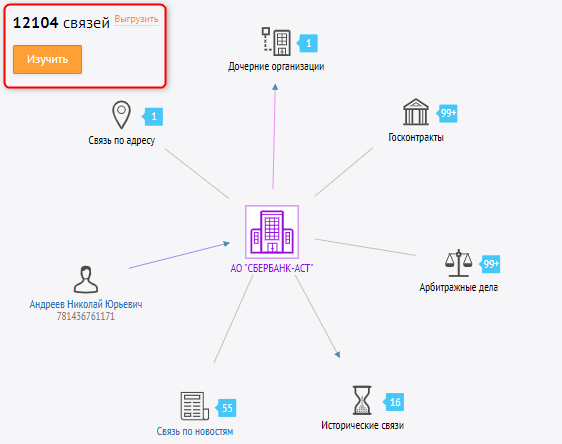 12104 связей Выгрузить
Изучить
1
Дочерние организации
1
Связь по адресу
99+
Госконтракты
АО "СБЕРБАНК-АСТ"
99+
Арбитражные дела
Андреев Николай Юрьевич
781436761171
55
Связь по новостям
16
Исторические связи